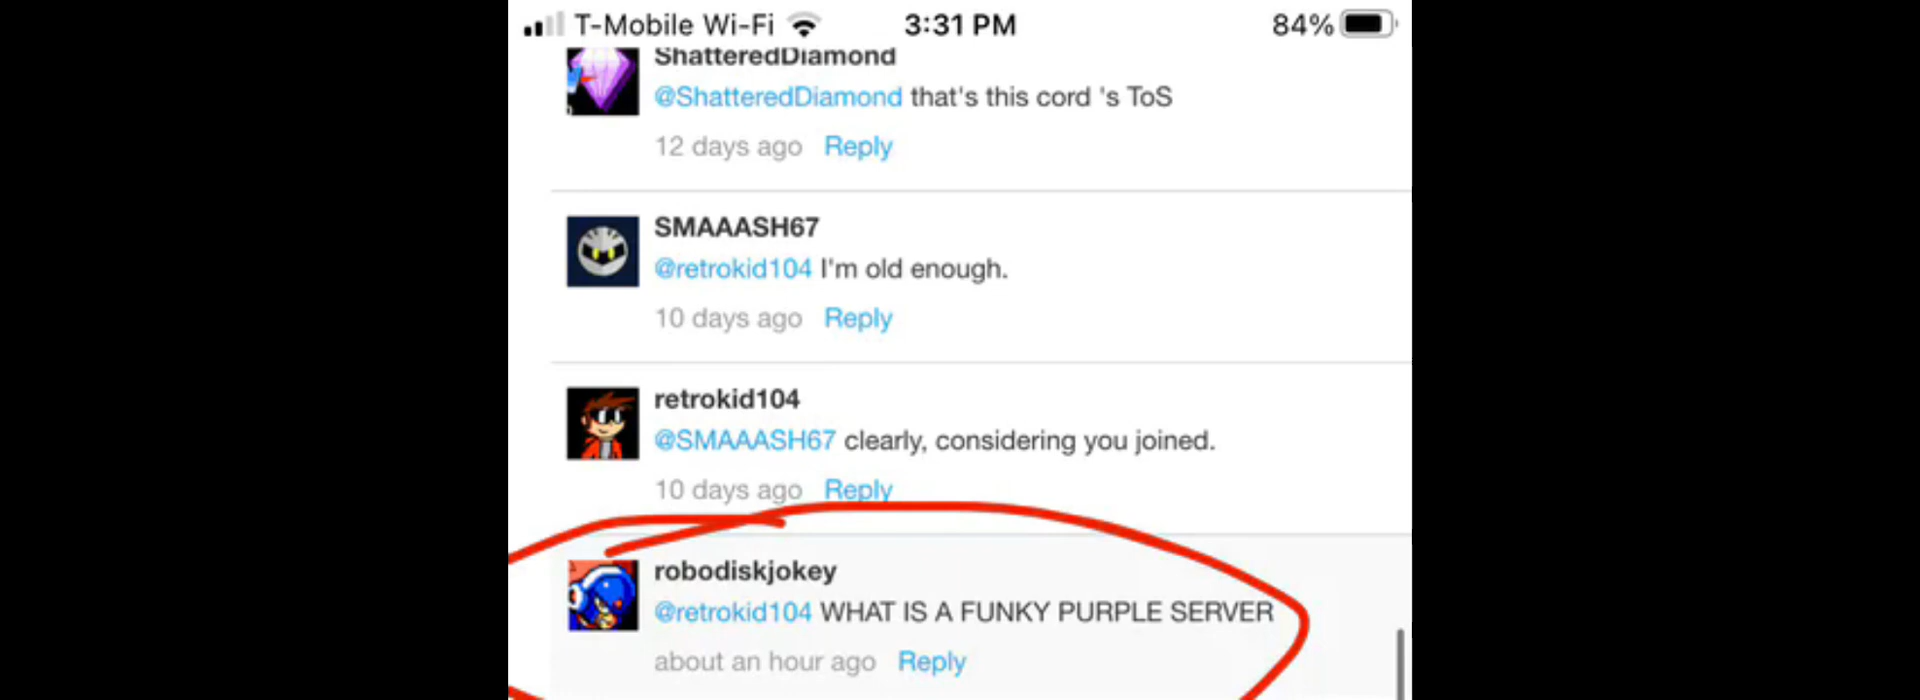 T-Mobile Wi-Fi 3:31 PM 84%
ShatteredDiamond
@ShatteredDiamond that's this cord 's ToS
12 days ago Reply
SMAAASH67
@retrokid104 I'm old enough.
10 days ago Reply
retrokid104
@SMAAASH67 clearly, considering you joined.
10 days ago Reply
robodiskjokey
@retrokid104 WHAT IS A FUNKY PURPLE SERVER
about an hour ago Reply